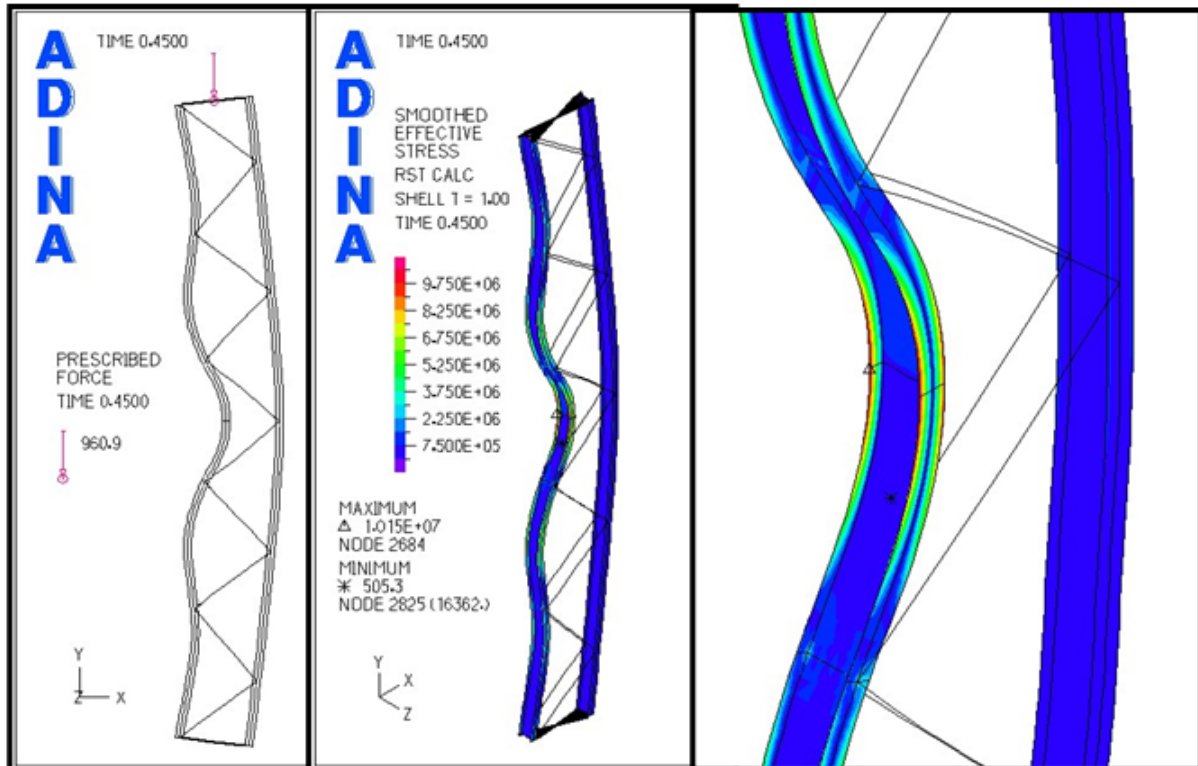 ADINA
TIME 0.4500
PRESCRIBED
FORCE
TIME 0.4500
960.9
Y
Z X
ADINA
TIME 0.4500
SMOOTHED
EFFECTIVE
STRESS
RST CALC
SHELL T = 1.00
TIME 0.4500
9.750E+06
8.250E+06
6.750E+06
5.250E+06
3.750E+06
2.250E+06
7.500E+05
MAXIMUM
Δ 1.015E+07
NODE 2684
MINIMUM
* 505.3
NODE 2825 (16362.)
Y
X
Z